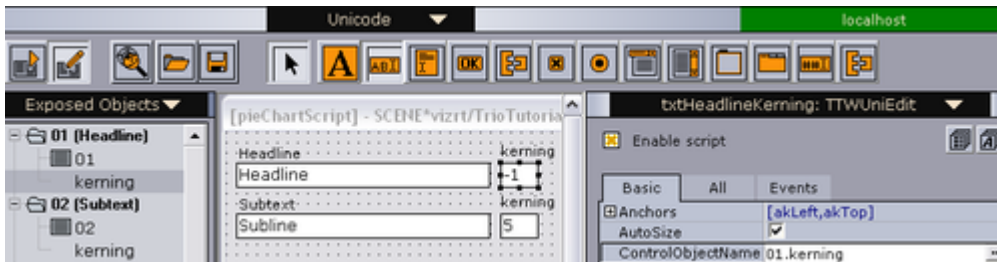 Unicode
localhost
A
ABI
OK
Exposed Objects
01 (Headline)
01
kerning
02 (Subtext)
02
kerning
[pieChartScript] - SCENE*vizrt/TrioTutoria
Headline
kerning
Headline
-1
Subtext
kerning
Subline
5
txtHeadlineKerning: TTWUniEdit
Enable script
A
Basic All Events
Anchors [akLeft,akTop]
AutoSize
ControlObjectName 01.kerning